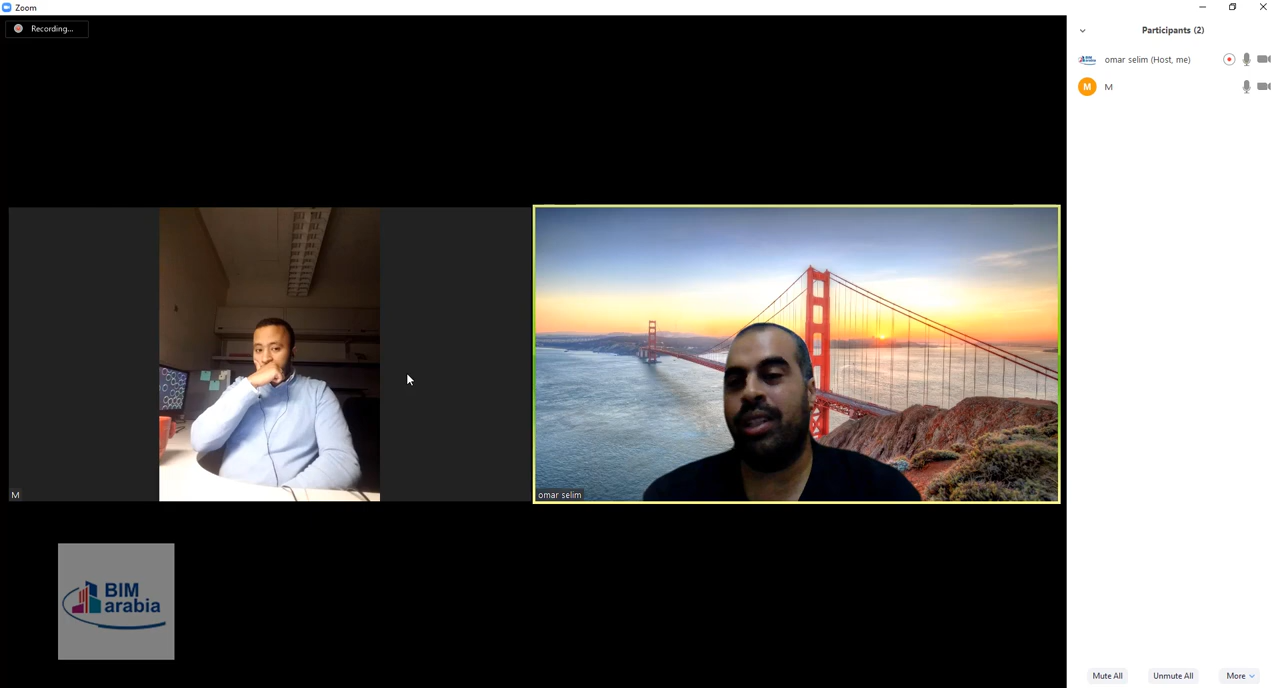 Zoom
Recording...
Participants (2)
omar selim (Host, me)
M
M
M
omar selim
BIM
arabia
Mute All
Unmute All
More